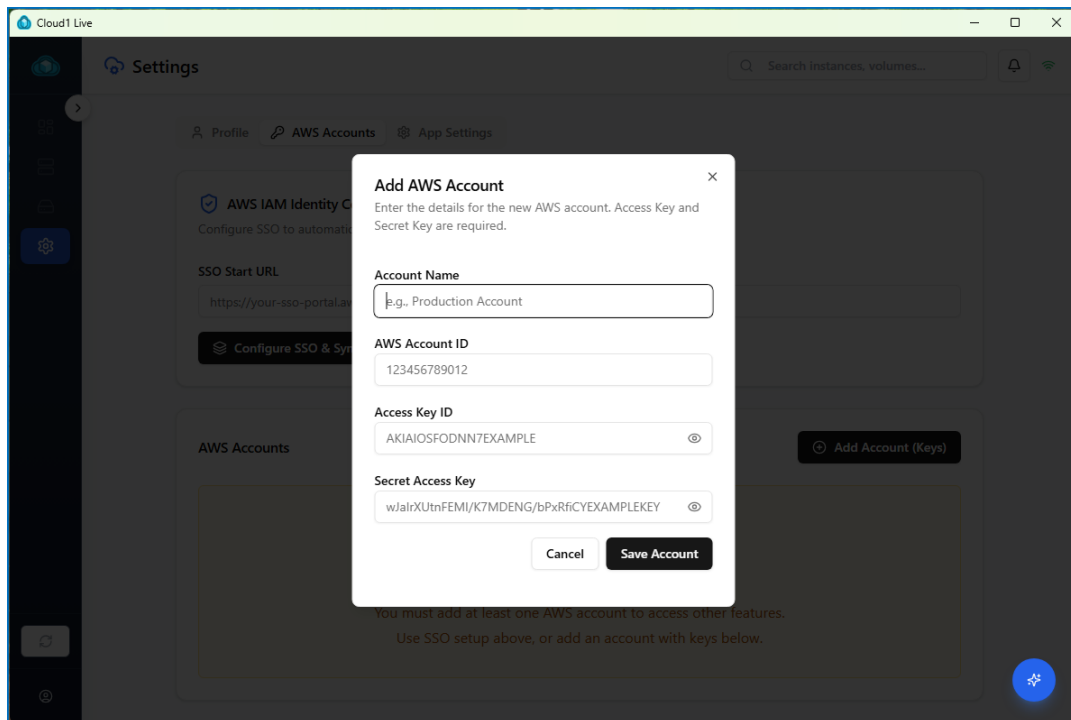 Cloud1 Live
Settings
Search instances, volumes...
Profile
AWS Accounts
App Settings
AWS IAM Identity C
Configure SSO to automatic
SSO Start URL
https://your-sso-portal.aw
Configure SSO & Syn
AWS Accounts
Add Account (Keys)
Add AWS Account
Enter the details for the new AWS account. Access Key and
Secret Key are required.
Account Name
e.g., Production Account
AWS Account ID
123456789012
Access Key ID
AKIAIOSFODNN7EXAMPLE
Secret Access Key
wJalrXUtnFEMI/K7MDENG/bPxRfiCYEXAMPLEKEY
Cancel
Save Account
You must add at least one AWS account to access other features.
Use SSO setup above, or add an account with keys below.